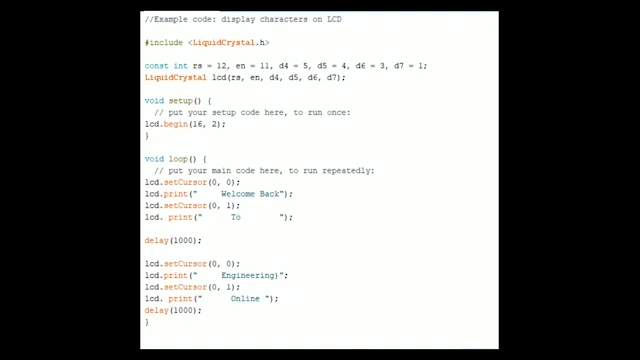 //Example code: display characters on LCD
#include <LiquidCrystal.h>
const int rs = 12, en = 11, d4 = 5, d5 = 4, d6 = 3, d7 = 1;
LiquidCrystal lcd(rs, en, d4, d5, d6, d7);
void setup() {
  // put your setup code here, to run once:
lcd.begin(16, 2);
}
void loop() {
  // put your main code here, to run repeatedly:
lcd.setCursor(0, 0);
lcd.print("    Welcome Back");
lcd.setCursor(0, 1);
lcd. print("      To        ");
delay(1000);
lcd.setCursor(0, 0);
lcd.print("    Engineering)";
lcd.setCursor(0, 1);
lcd. print("      Online ");
delay(1000);
}